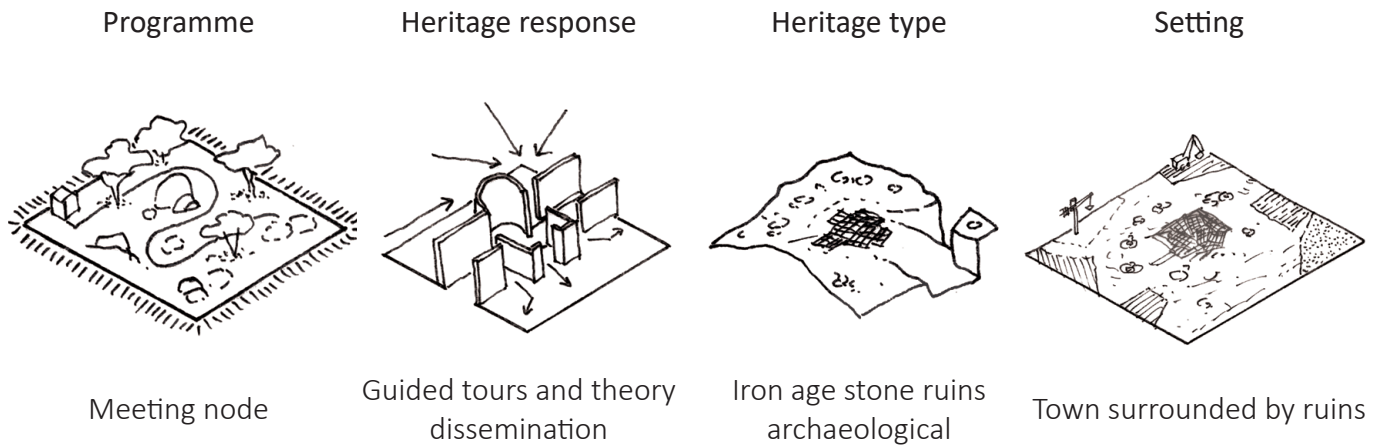 Programme
Heritage response
Heritage type
Setting
Meeting node
Guided tours and theory
dissemination
Iron age stone ruins
archaeological
Town surrounded by ruins